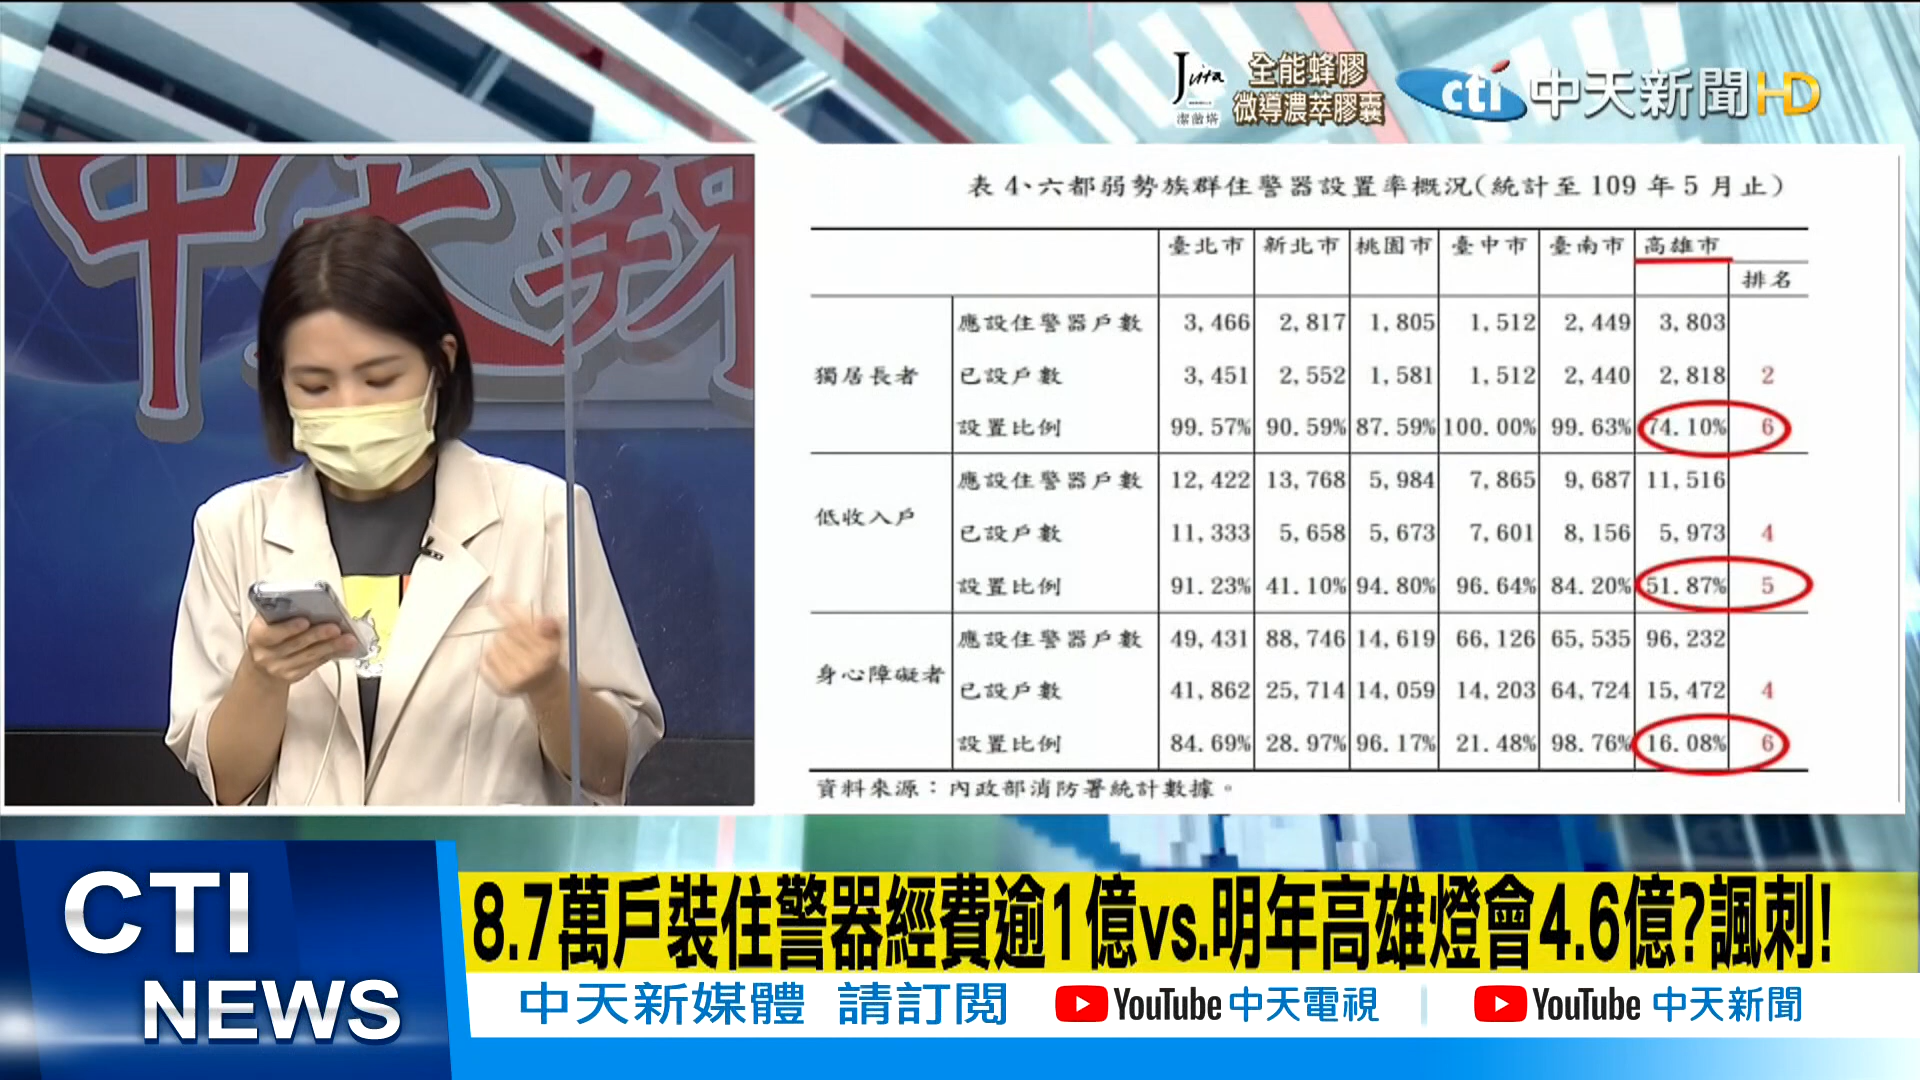 Jvita
潔薇塔
全能蜂膠
微導濃萃膠囊
cti 中天新聞HD
表 4、六都弱勢族群住警器設置率概況(統計至 109 年 5 月止)
臺北市 新北市 桃園市 臺中市 臺南市 高雄市
排名
獨居長者
應設住警器戶數 3,466 2,817 1,805 1,512 2,449 3,803
已設戶數 3,451 2,552 1,581 1,512 2,440 2,818 2
設置比例 99.57% 90.59% 87.59% 100.00% 99.63% 74.10% 6
低收入戶
應設住警器戶數 12,422 13,768 5,984 7,865 9,687 11,516
已設戶數 11,333 5,658 5,673 7,601 8,156 5,973 4
設置比例 91.23% 41.10% 94.80% 96.64% 84.20% 51.87% 5
身心障礙者
應設住警器戶數 49,431 88,746 14,619 66,126 65,535 96,232
已設戶數 41,862 25,714 14,059 14,203 64,724 15,472 4
設置比例 84.69% 28.97% 96.17% 21.48% 98.76% 16.08% 6
資料來源：內政部消防署統計數據。
CTI
NEWS
8.7萬戶裝住警器經費逾1億vs.明年高雄燈會4.6億?諷刺!
中天新媒體 請訂閱 YouTube 中天電視 YouTube 中天新聞